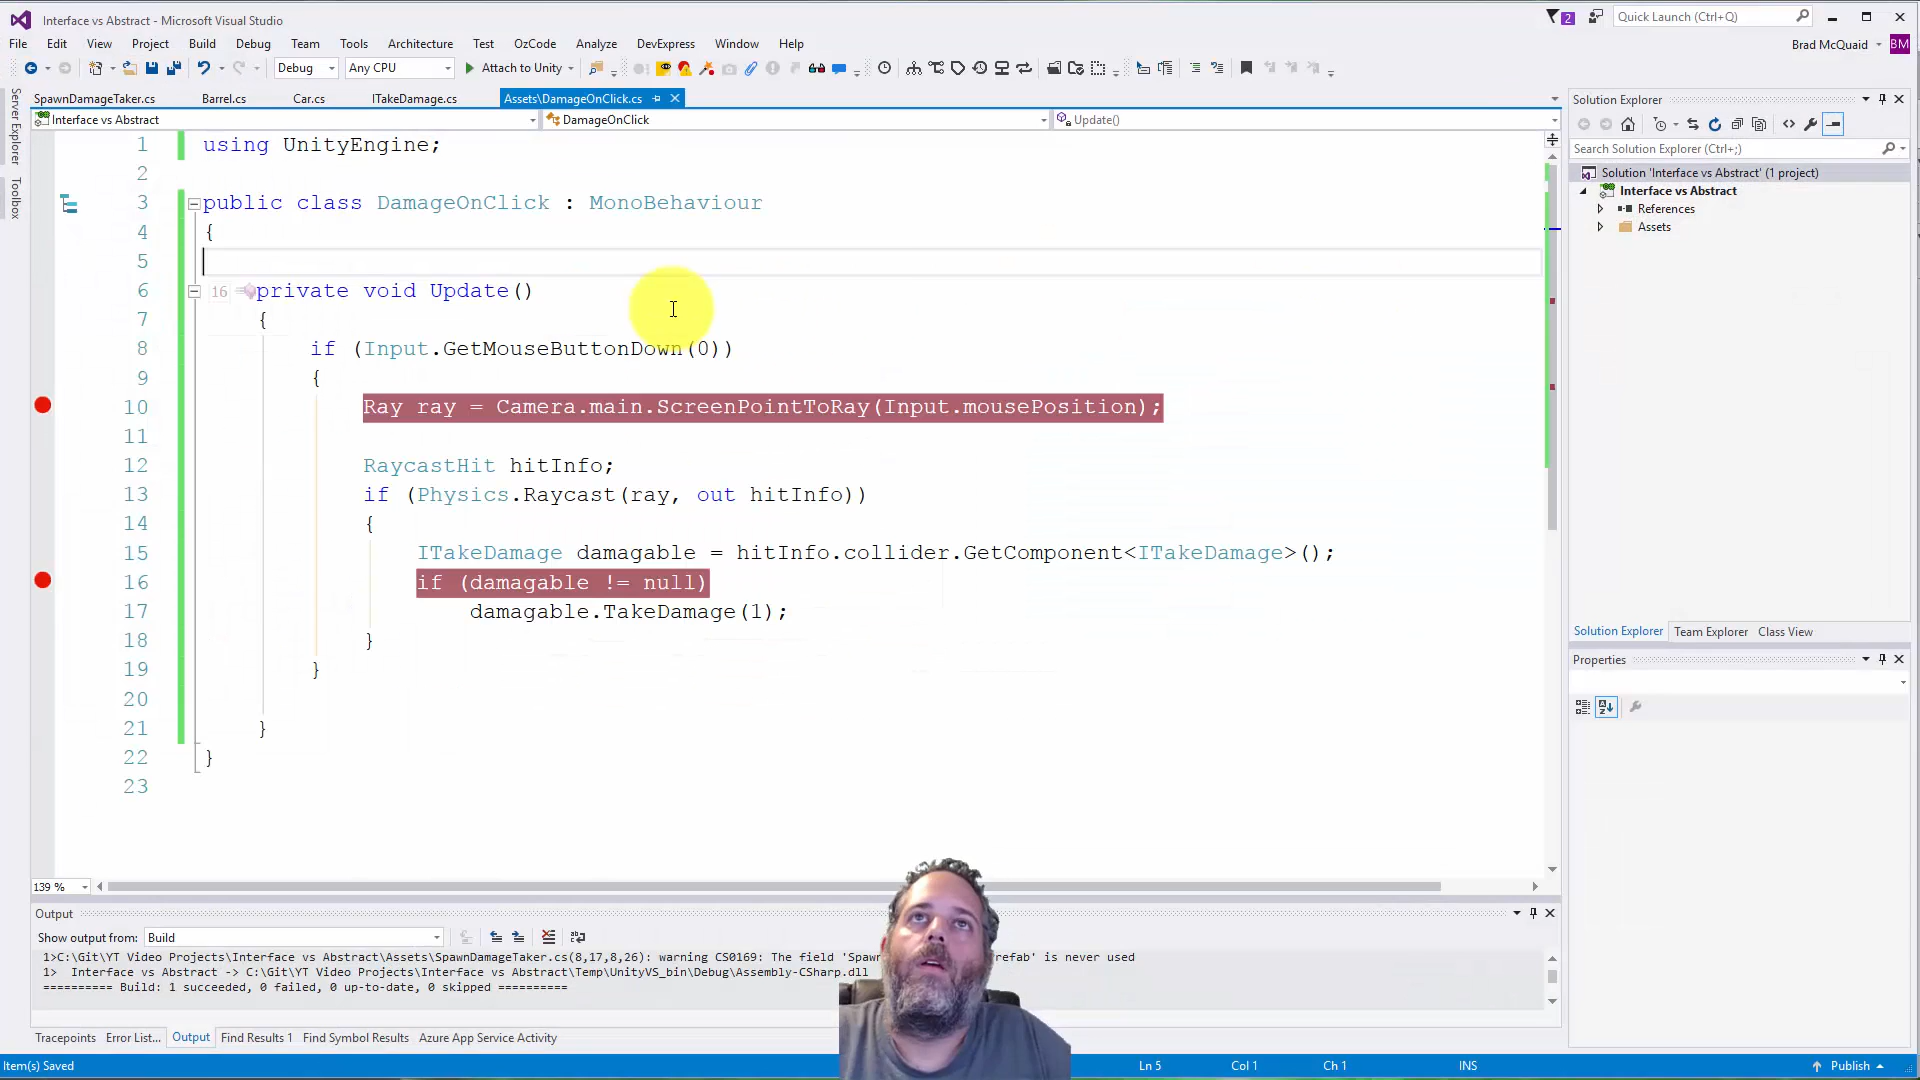 Interface vs Abstract - Microsoft Visual Studio
2
Quick Launch (Ctrl+Q)
File Edit View Project Build Debug Team Tools Architecture Test OzCode Analyze DevExpress Window Help
Brad McQuaid BM
Debug Any CPU Attach to Unity
SpawnDamageTaker.cs Barrel.cs Car.cs ITakeDamage.cs Assets\DamageOnClick.cs
Interface vs Abstract DamageOnClick Update()
Server Explorer
Toolbox
1 using UnityEngine;
2
3 public class DamageOnClick : MonoBehaviour
4 {
5
6 16 private void Update()
7 {
8 if (Input.GetMouseButtonDown(0))
9 {
10 Ray ray = Camera.main.ScreenPointToRay(Input.mousePosition);
11
12 RaycastHit hitInfo;
13 if (Physics.Raycast(ray, out hitInfo))
14 {
15 ITakeDamage damagable = hitInfo.collider.GetComponent<ITakeDamage>();
16 if (damagable != null)
17 damagable.TakeDamage(1);
18 }
19 }
20
21 }
22 }
23
139 %
Solution Explorer
Search Solution Explorer (Ctrl+;)
Solution 'Interface vs Abstract' (1 project)
Interface vs Abstract
References
Assets
Solution Explorer Team Explorer Class View
Properties
Output
Show output from: Build
1>C:\Git\YT Video Projects\Interface vs Abstract\Assets\SpawnDamageTaker.cs(8,17,8,26): warning CS0169: The field 'Spawn refab' is never used
1> Interface vs Abstract -> C:\Git\YT Video Projects\Interface vs Abstract\Temp\UnityVS_bin\Debug\Assembly-CSharp.dll
========== Build: 1 succeeded, 0 failed, 0 up-to-date, 0 skipped ==========
Tracepoints Error List... Output Find Results 1 Find Symbol Results Azure App Service Activity
Item(s) Saved Ln 5 Col 1 Ch 1 INS Publish